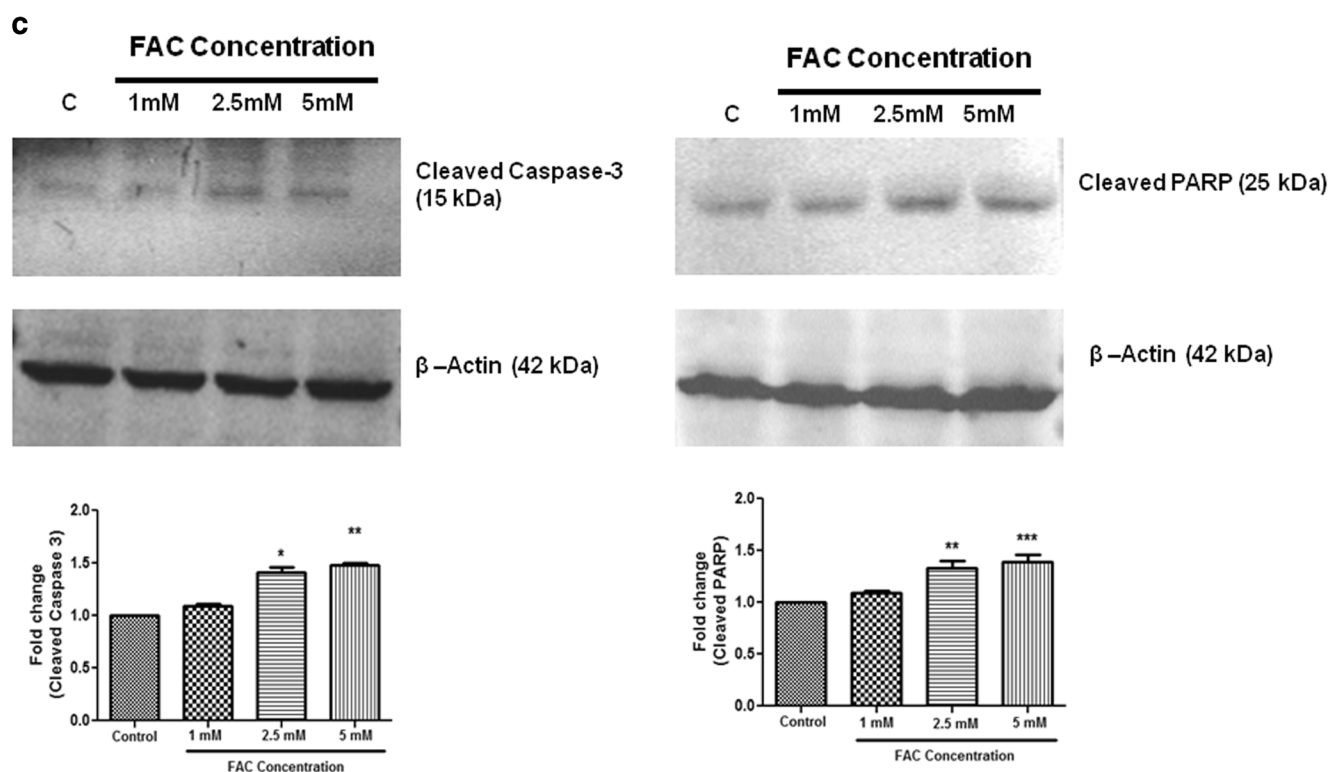 c
FAC Concentration
C 1mM 2.5mM 5mM
Cleaved Caspase-3
(15 kDa)
β –Actin (42 kDa)
Fold change
(Cleaved Caspase 3)
2.0
1.5
1.0
0.5
0.0
*
**
Control 1 mM 2.5 mM 5 mM
FAC Concentration
FAC Concentration
C 1mM 2.5mM 5mM
Cleaved PARP (25 kDa)
β –Actin (42 kDa)
Fold change
(Cleaved PARP)
2.0
1.5
1.0
0.5
0.0
**
***
Control 1 mM 2.5 mM 5 mM
FAC Concentration